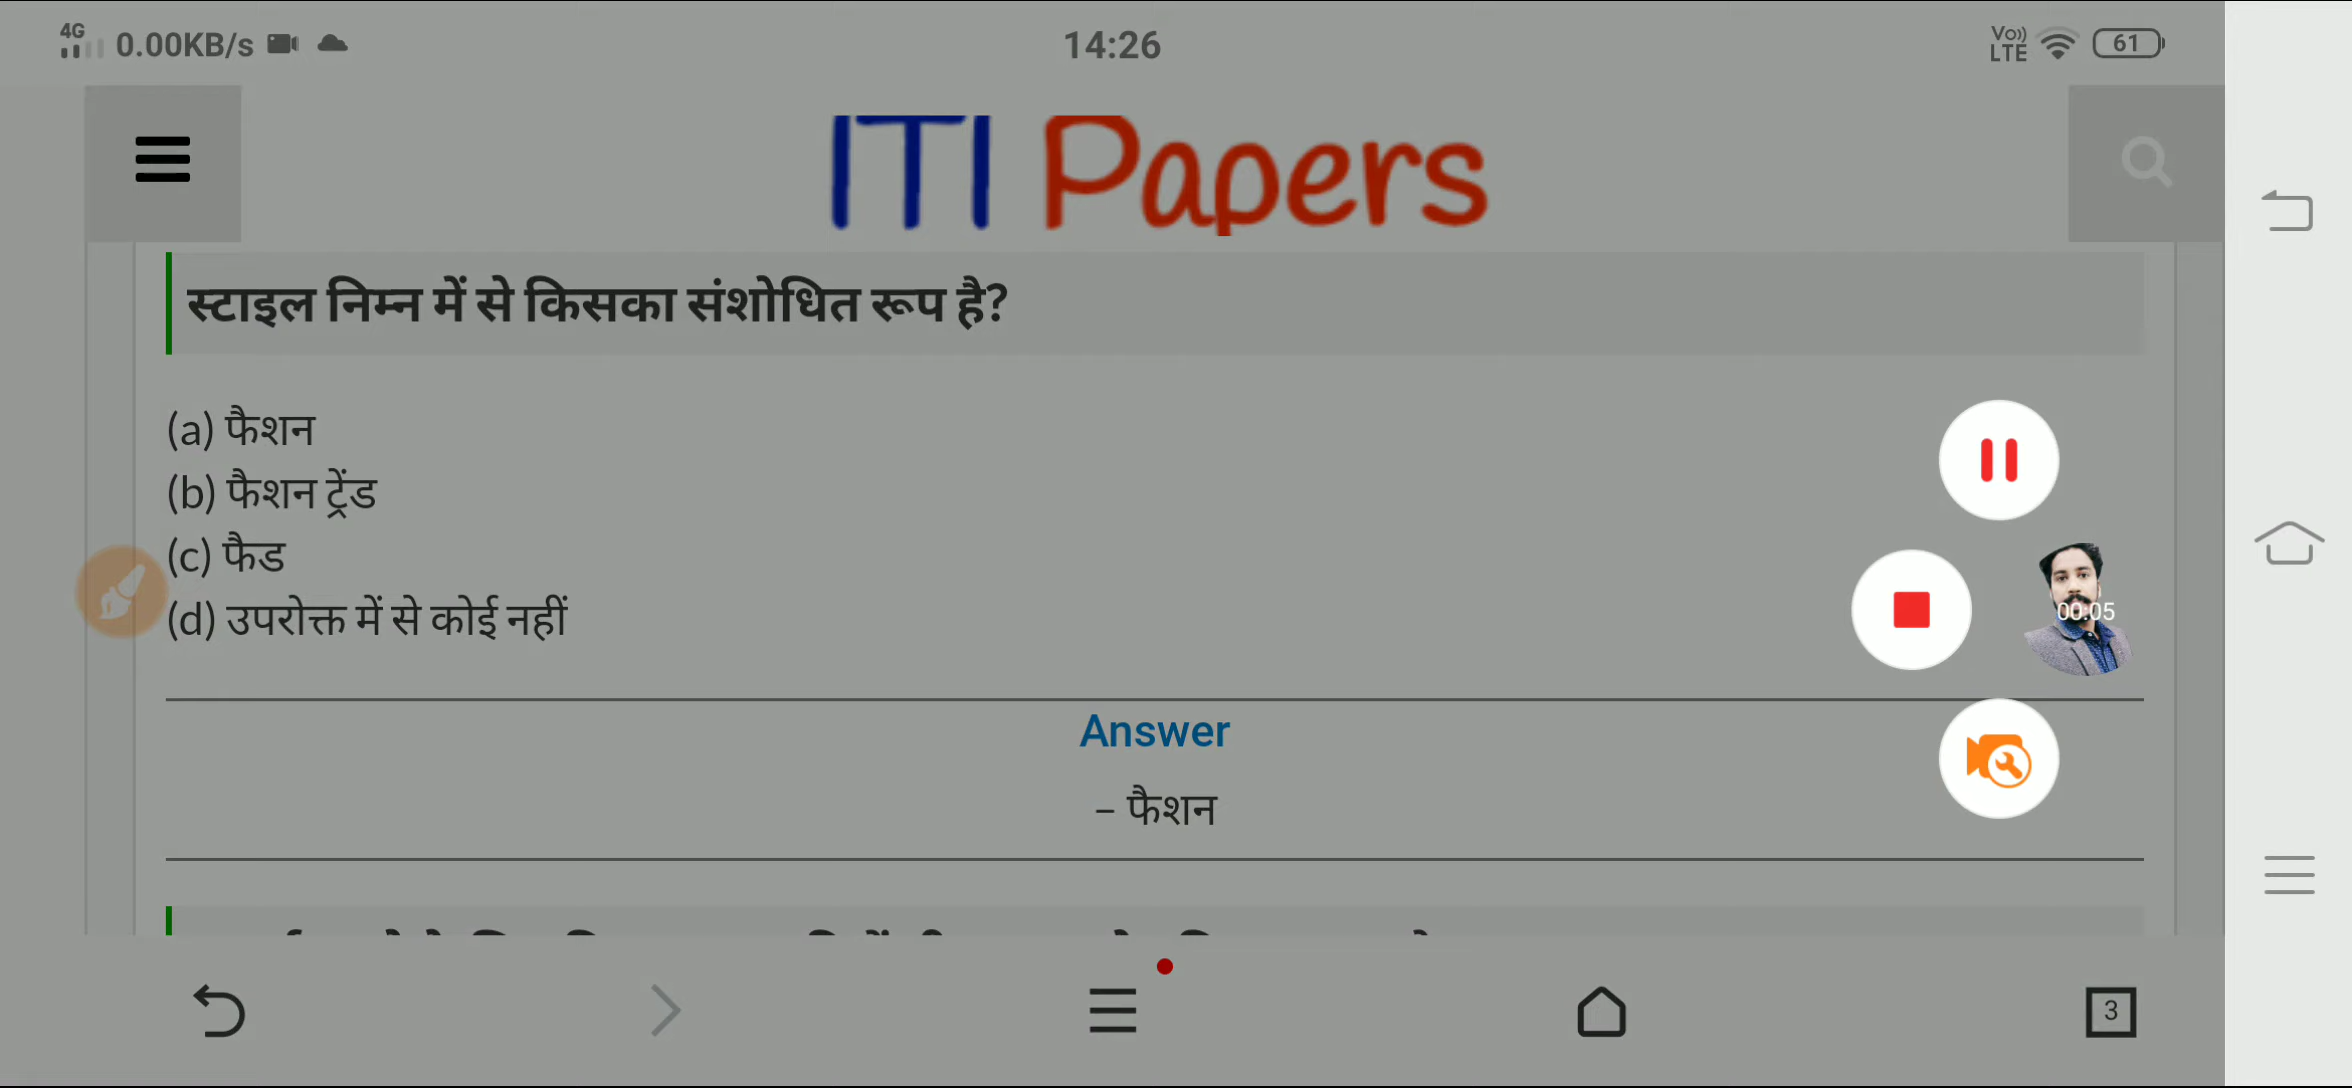 4G
0.00KB/s
14:26
Vo))
LTE
61
ITI Papers
स्टाइल निम्न में से किसका संशोधित रूप है?
(a) फैशन
(b) फैशन ट्रेंड
(c) फैड
(d) उपरोक्त में से कोई नहीं
00:05
Answer
– फैशन
3